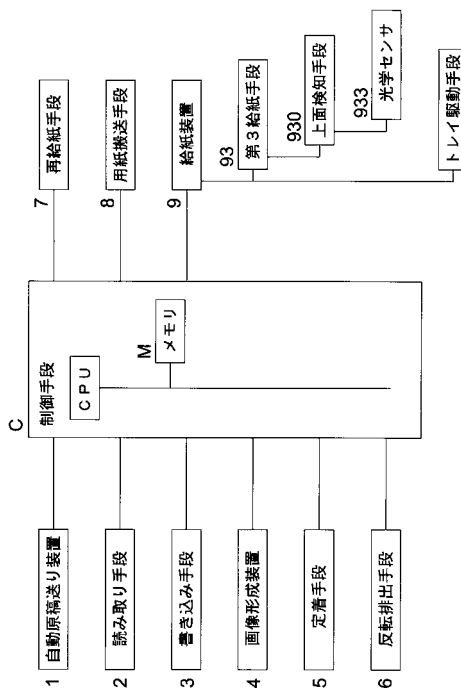 C
制御手段
CPU
M
メモリ
1
自動原稿送り装置
2
読み取り手段
3
書き込み手段
4
画像形成装置
5
定着手段
6
反転排出手段
7
再給紙手段
8
用紙搬送手段
9
給紙装置
93
第3給紙手段
930
上面検知手段
933
光学センサ
トレイ駆動手段